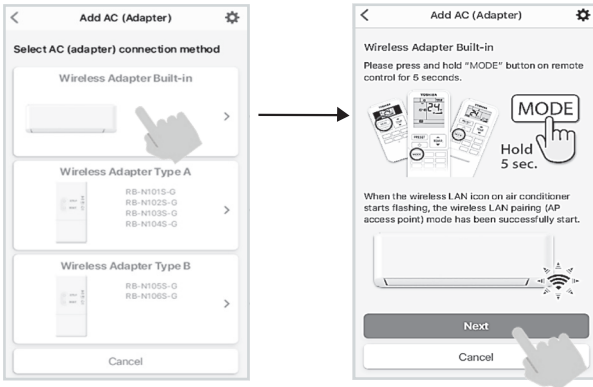 Add AC (Adapter)
Select AC (adapter) connection method
Wireless Adapter Built-in
Wireless Adapter Type A
RB-N101S-G
RB-N102S-G
RB-N103S-G
RB-N104S-G
Wireless Adapter Type B
RB-N105S-G
RB-N106S-G
Cancel
Add AC (Adapter)
Wireless Adapter Built-in
Please press and hold “MODE” button on remote
control for 5 seconds.
TOSHIBA
MODE
Hold
5 sec.
When the wireless LAN icon on air conditioner
starts flashing, the wireless LAN pairing (AP
access point) mode has been successfully start.
Next
Cancel